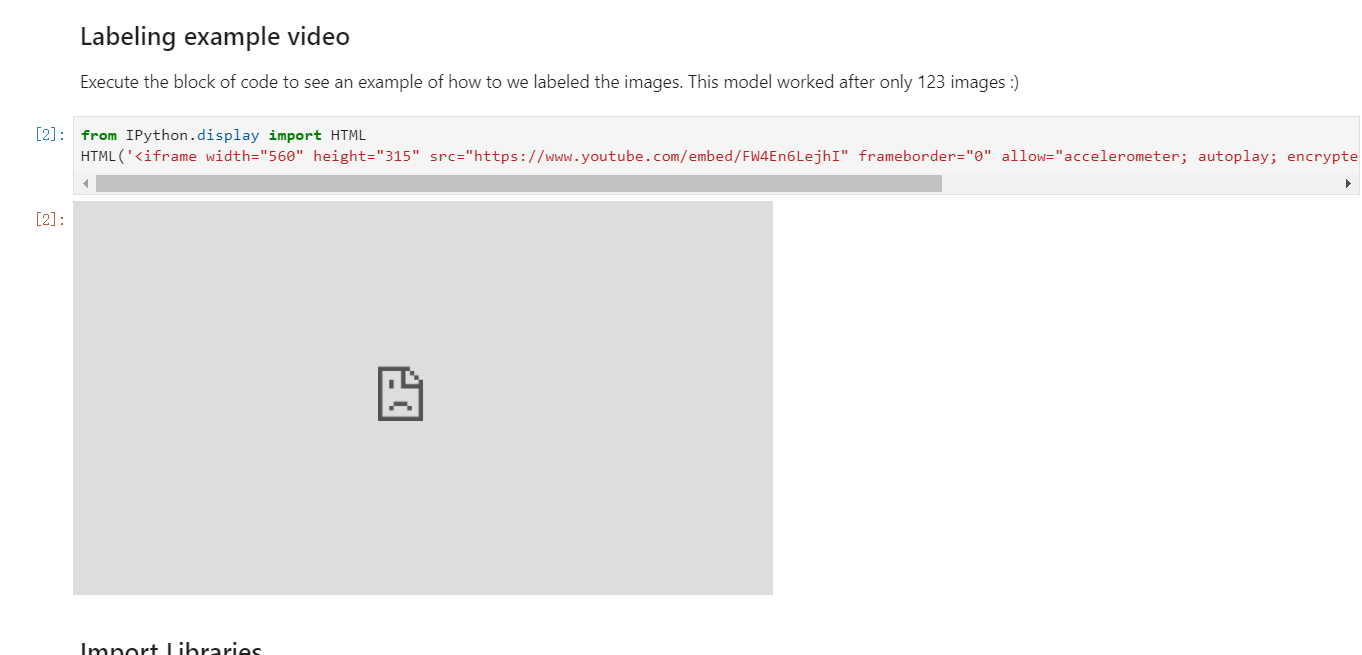 Labeling example video
Execute the block of code to see an example of how to we labeled the images. This model worked after only 123 images :)
[2]: from IPython.display import HTML
HTML('<iframe width="560" height="315" src="https://www.youtube.com/embed/FW4En6LejhI" frameborder="0" allow="accelerometer; autoplay; encrypte
[2]:
Import Libraries